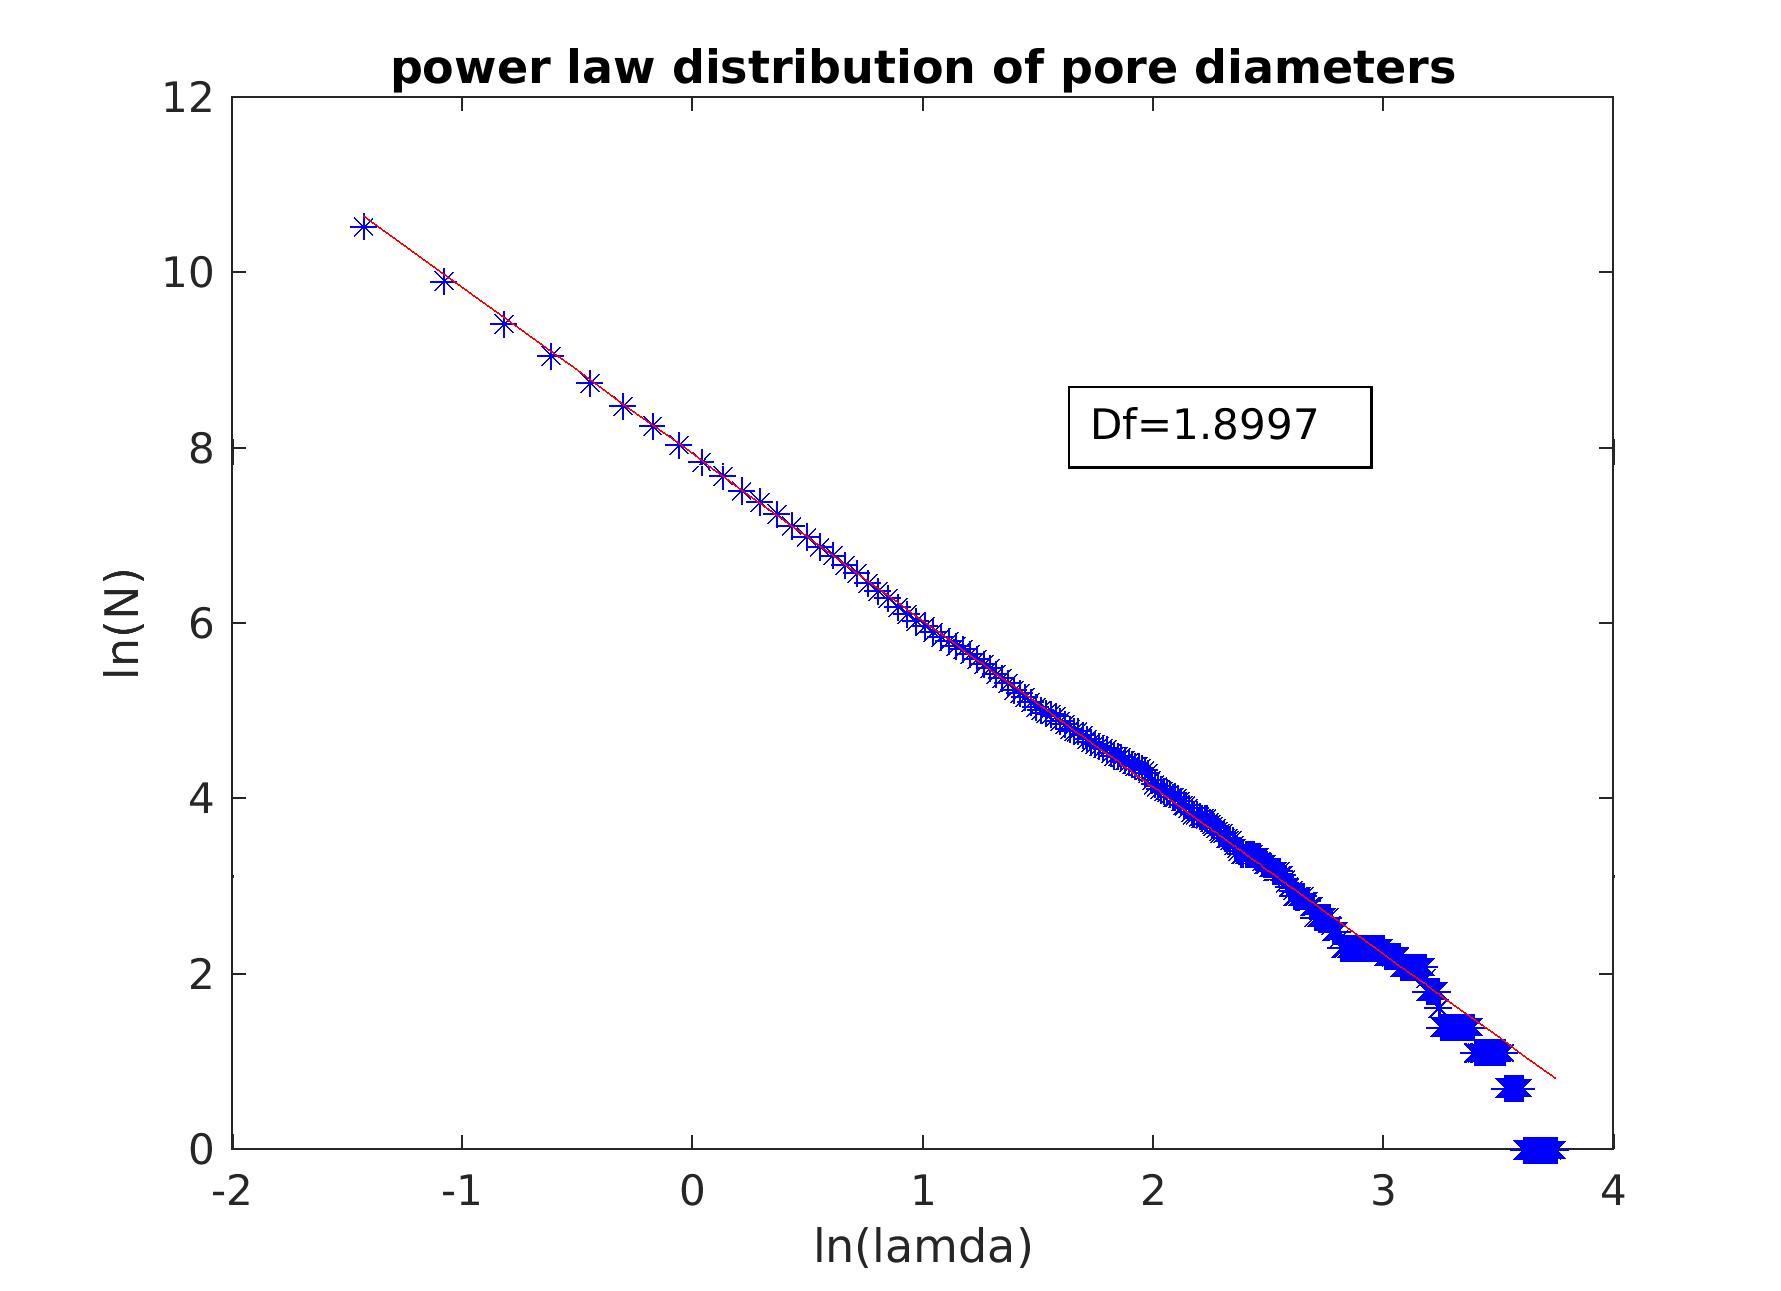 power law distribution of pore diameters
12
10
8
6
4
2
0
ln(N)
Df=1.8997
-2 -1 0 1 2 3 4
ln(lamda)